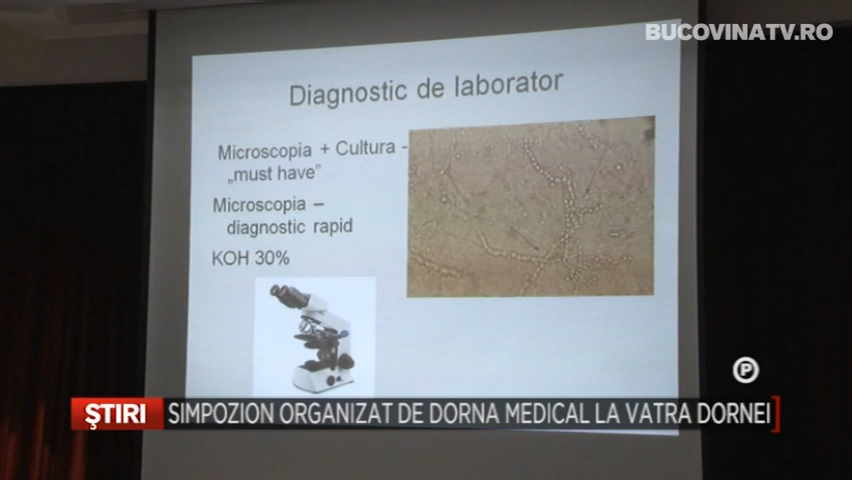 BUCOVINATV.RO
Diagnostic de laborator
Microscopia + Cultura -
„must have”
Microscopia –
diagnostic rapid
KOH 30%
P
ŞTIRI
SIMPOZION ORGANIZAT DE DORNA MEDICAL LA VATRA DORNEI